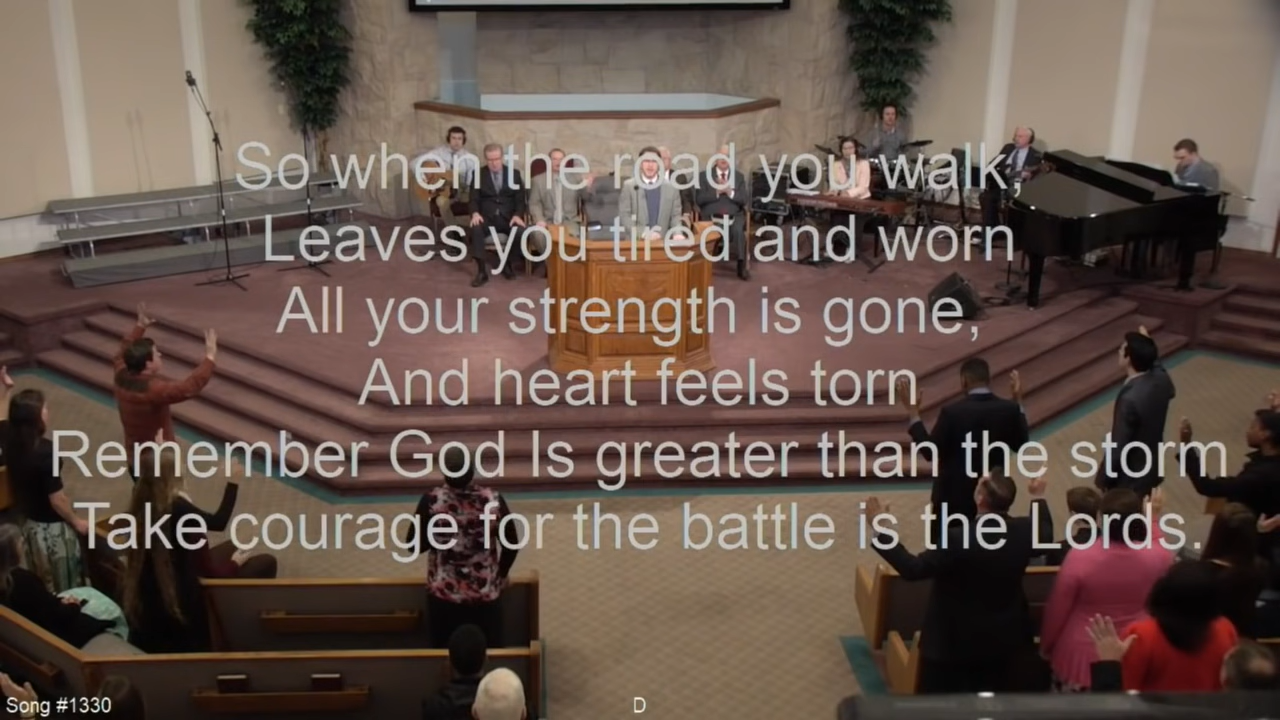 So when the road you walk,
Leaves you tired and worn
All your strength is gone,
And heart feels torn
Remember God Is greater than the storm
Take courage for the battle is the Lords.
Song #1330
D